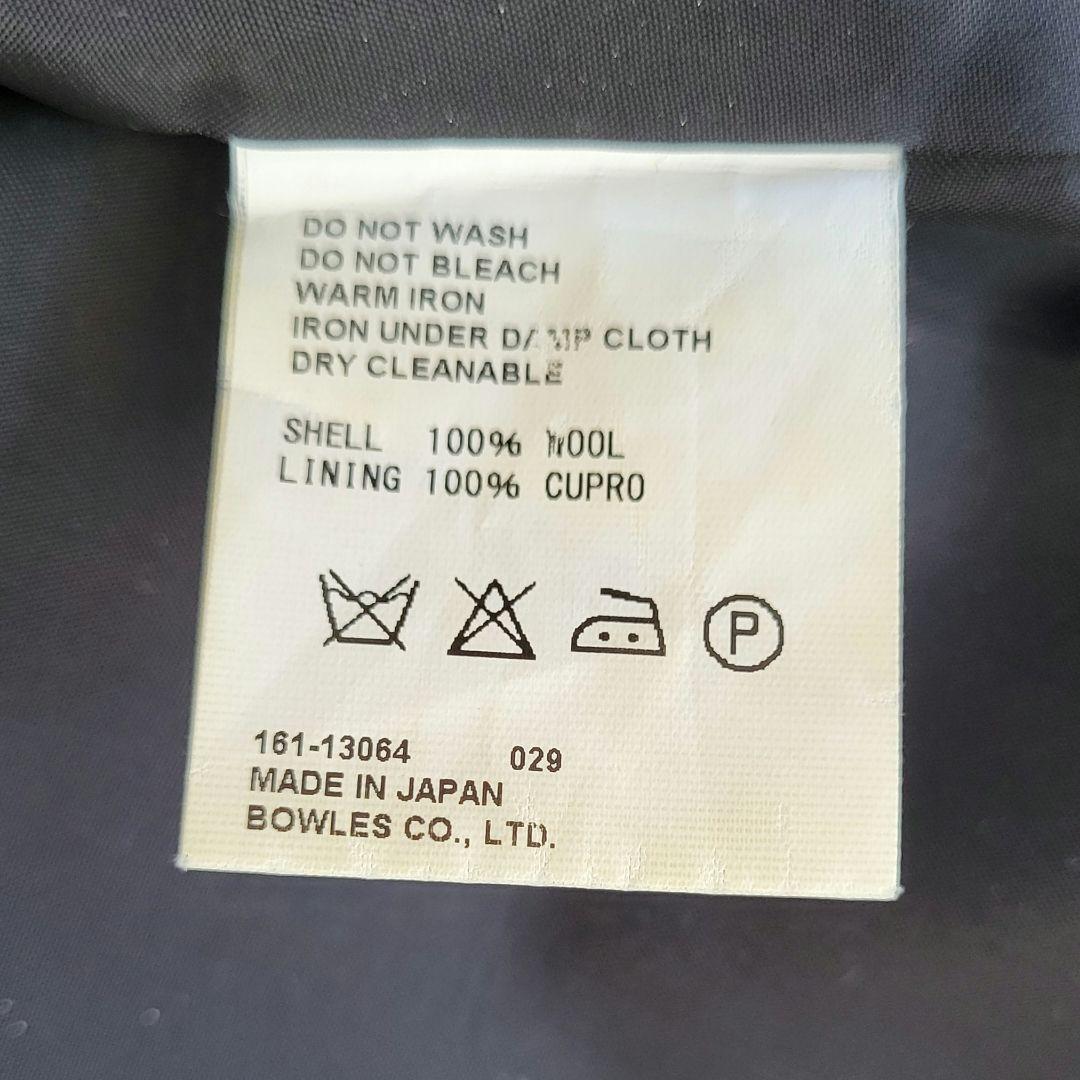 DO NOT WASH
DO NOT BLEACH
WARM IRON
IRON UNDER DAMP CLOTH
DRY CLEANABLE
SHELL 100% WOOL
LINING 100% CUPRO
P
161-13064 029
MADE IN JAPAN
BOWLES CO., LTD.